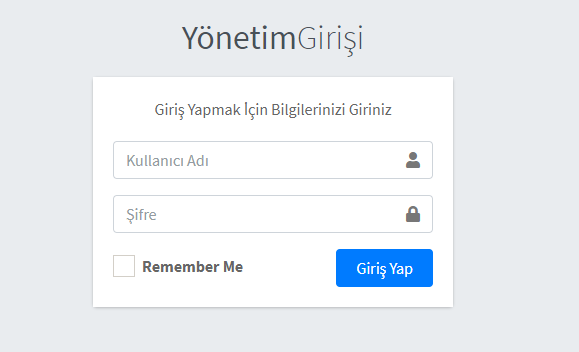 YönetimGirişi
Giriş Yapmak İçin Bilgilerinizi Giriniz
Kullanıcı Adı
Şifre
Remember Me
Giriş Yap